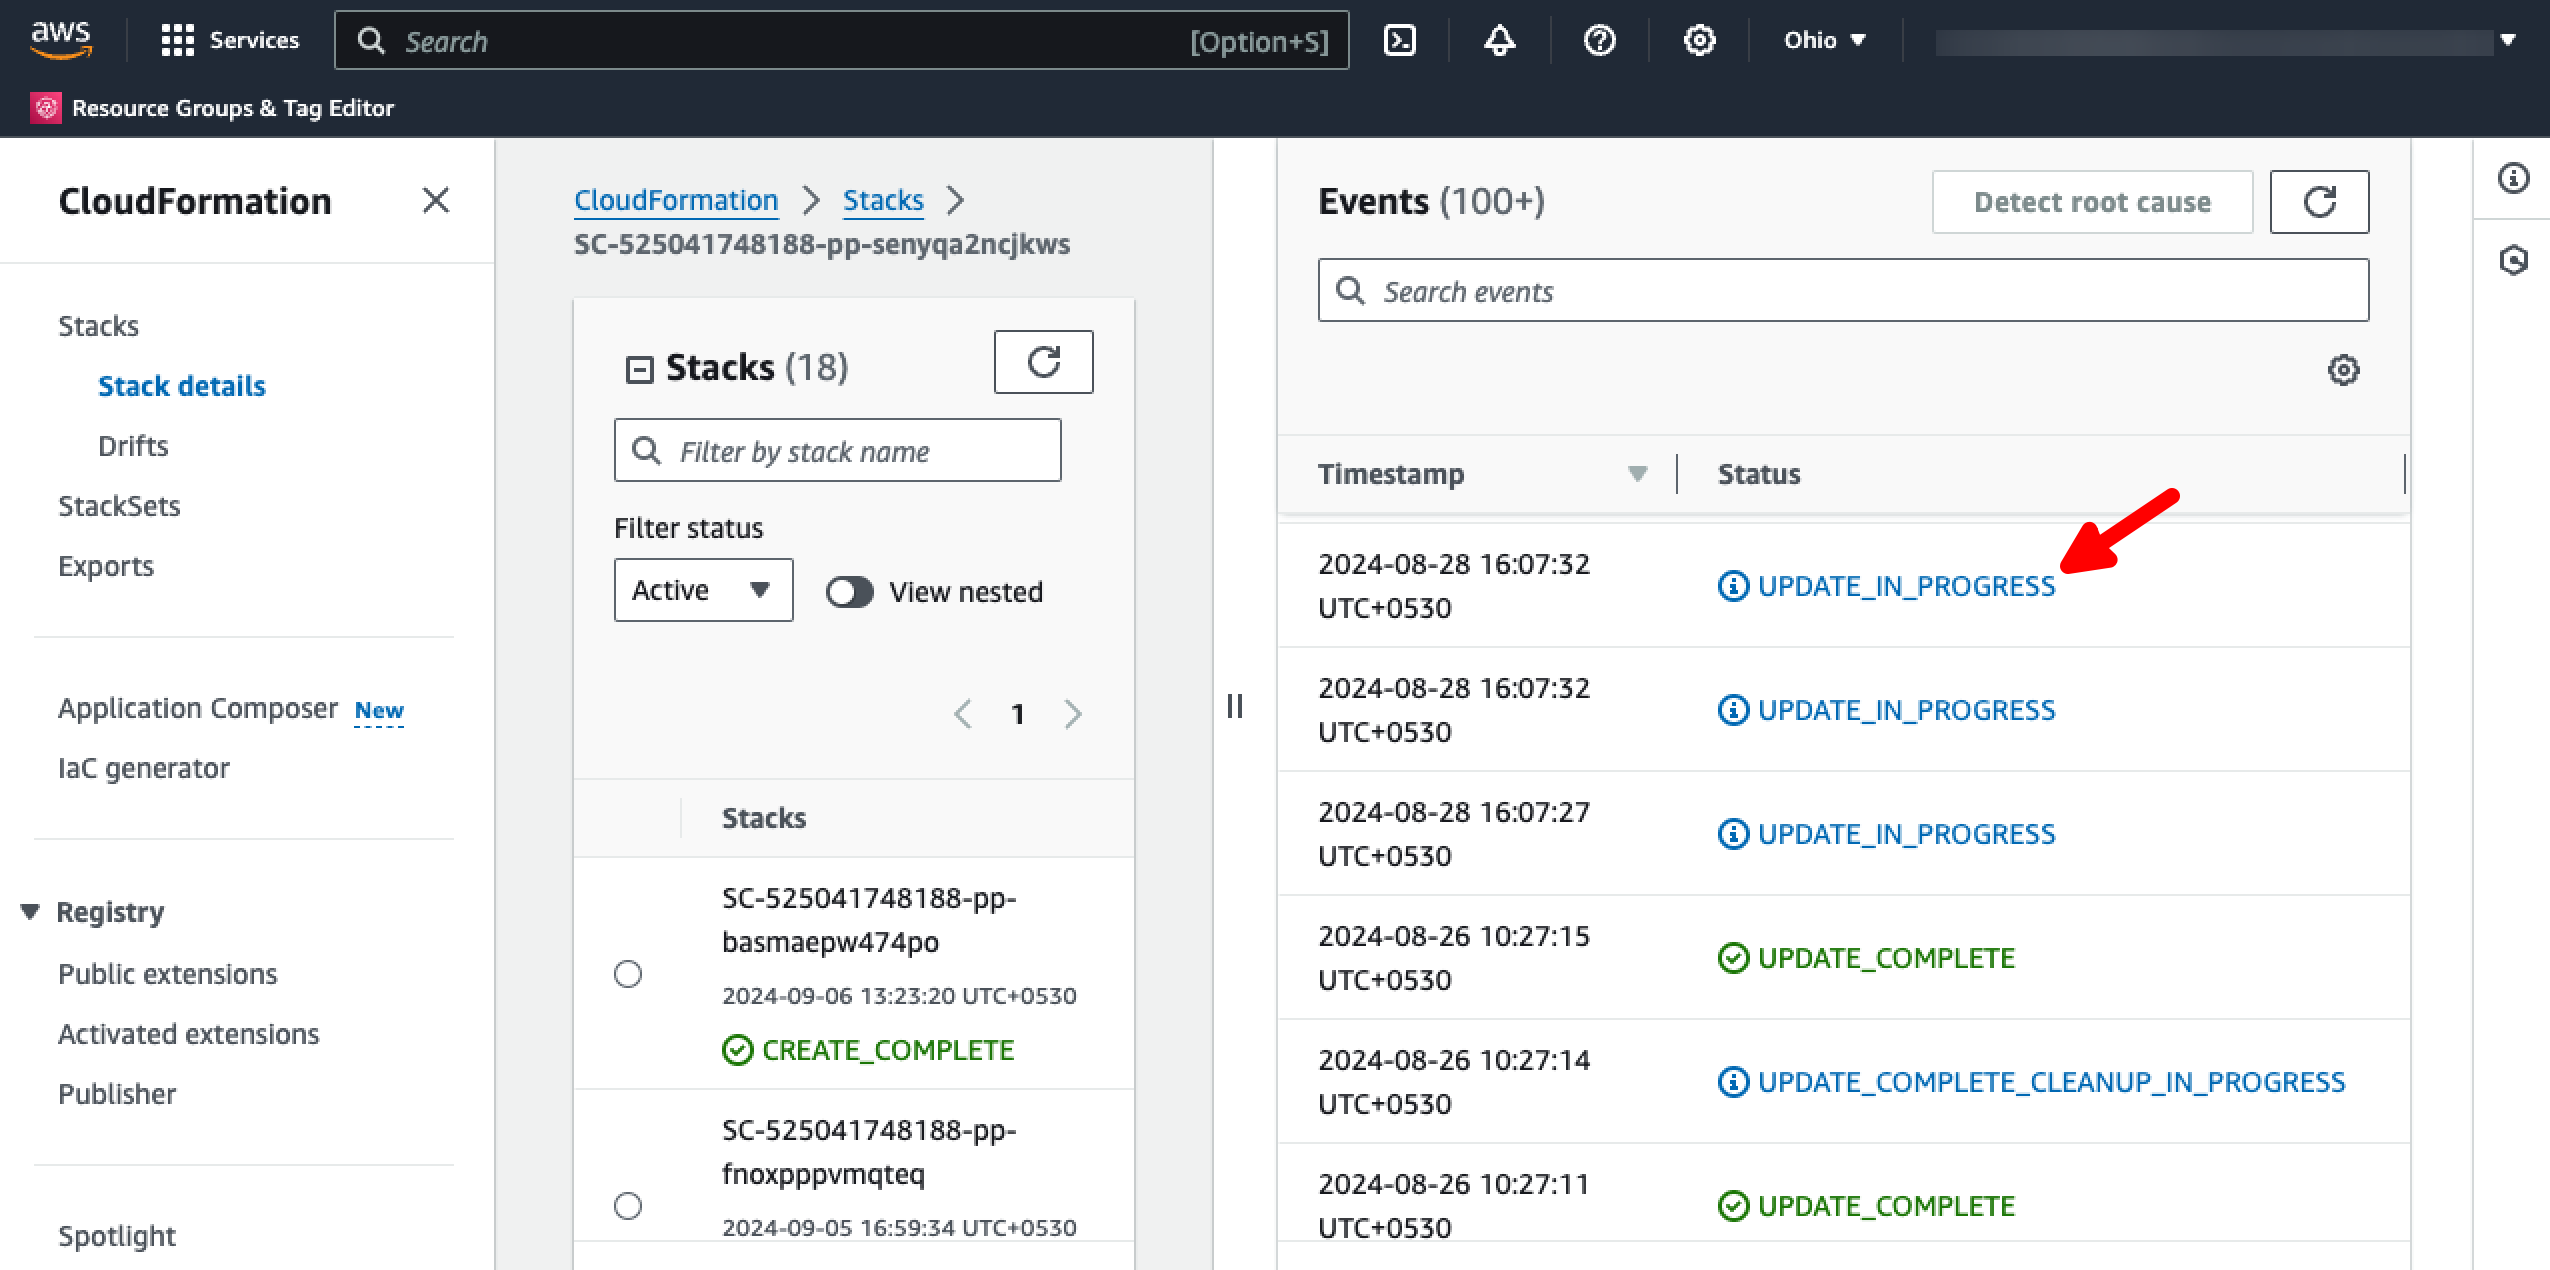 aws
Services
Search
[Option+S]
Ohio
Resource Groups & Tag Editor
CloudFormation
Stacks
Stack details
Drifts
StackSets
Exports
Application Composer New
IaC generator
Registry
Public extensions
Activated extensions
Publisher
Spotlight
CloudFormation
Stacks
SC-525041748188-pp-senyqa2ncjkws
Stacks (18)
Filter by stack name
Filter status
Active
View nested
1
Stacks
SC-525041748188-pp-
basmaepw474po
2024-09-06 13:23:20 UTC+0530
CREATE_COMPLETE
SC-525041748188-pp-
fnoxpppvmqteq
2024-09-05 16:59:34 UTC+0530
Events (100+)
Detect root cause
Search events
Timestamp
Status
2024-08-28 16:07:32
UTC+0530
UPDATE_IN_PROGRESS
2024-08-28 16:07:32
UTC+0530
UPDATE_IN_PROGRESS
2024-08-28 16:07:27
UTC+0530
UPDATE_IN_PROGRESS
2024-08-26 10:27:15
UTC+0530
UPDATE_COMPLETE
2024-08-26 10:27:14
UTC+0530
UPDATE_COMPLETE_CLEANUP_IN_PROGRESS
2024-08-26 10:27:11
UTC+0530
UPDATE_COMPLETE